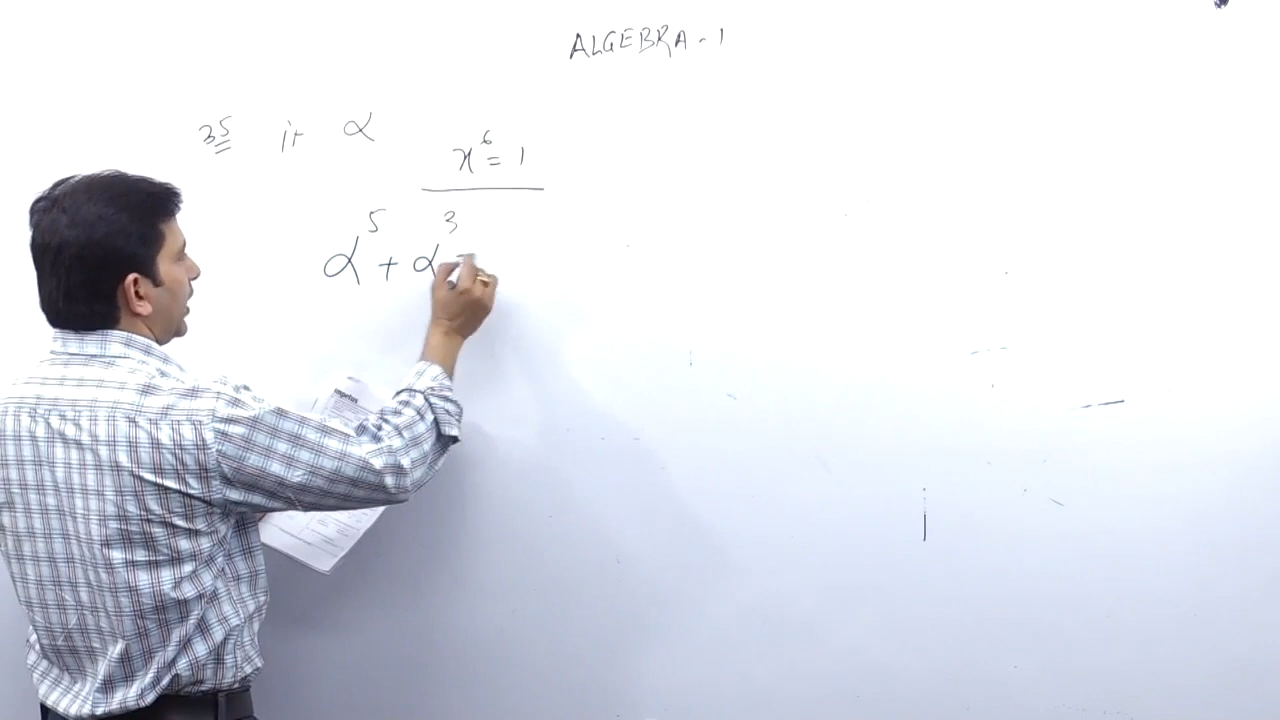 ALGEBRA - 1
35 if α
x⁶ = 1
α⁵ + α³